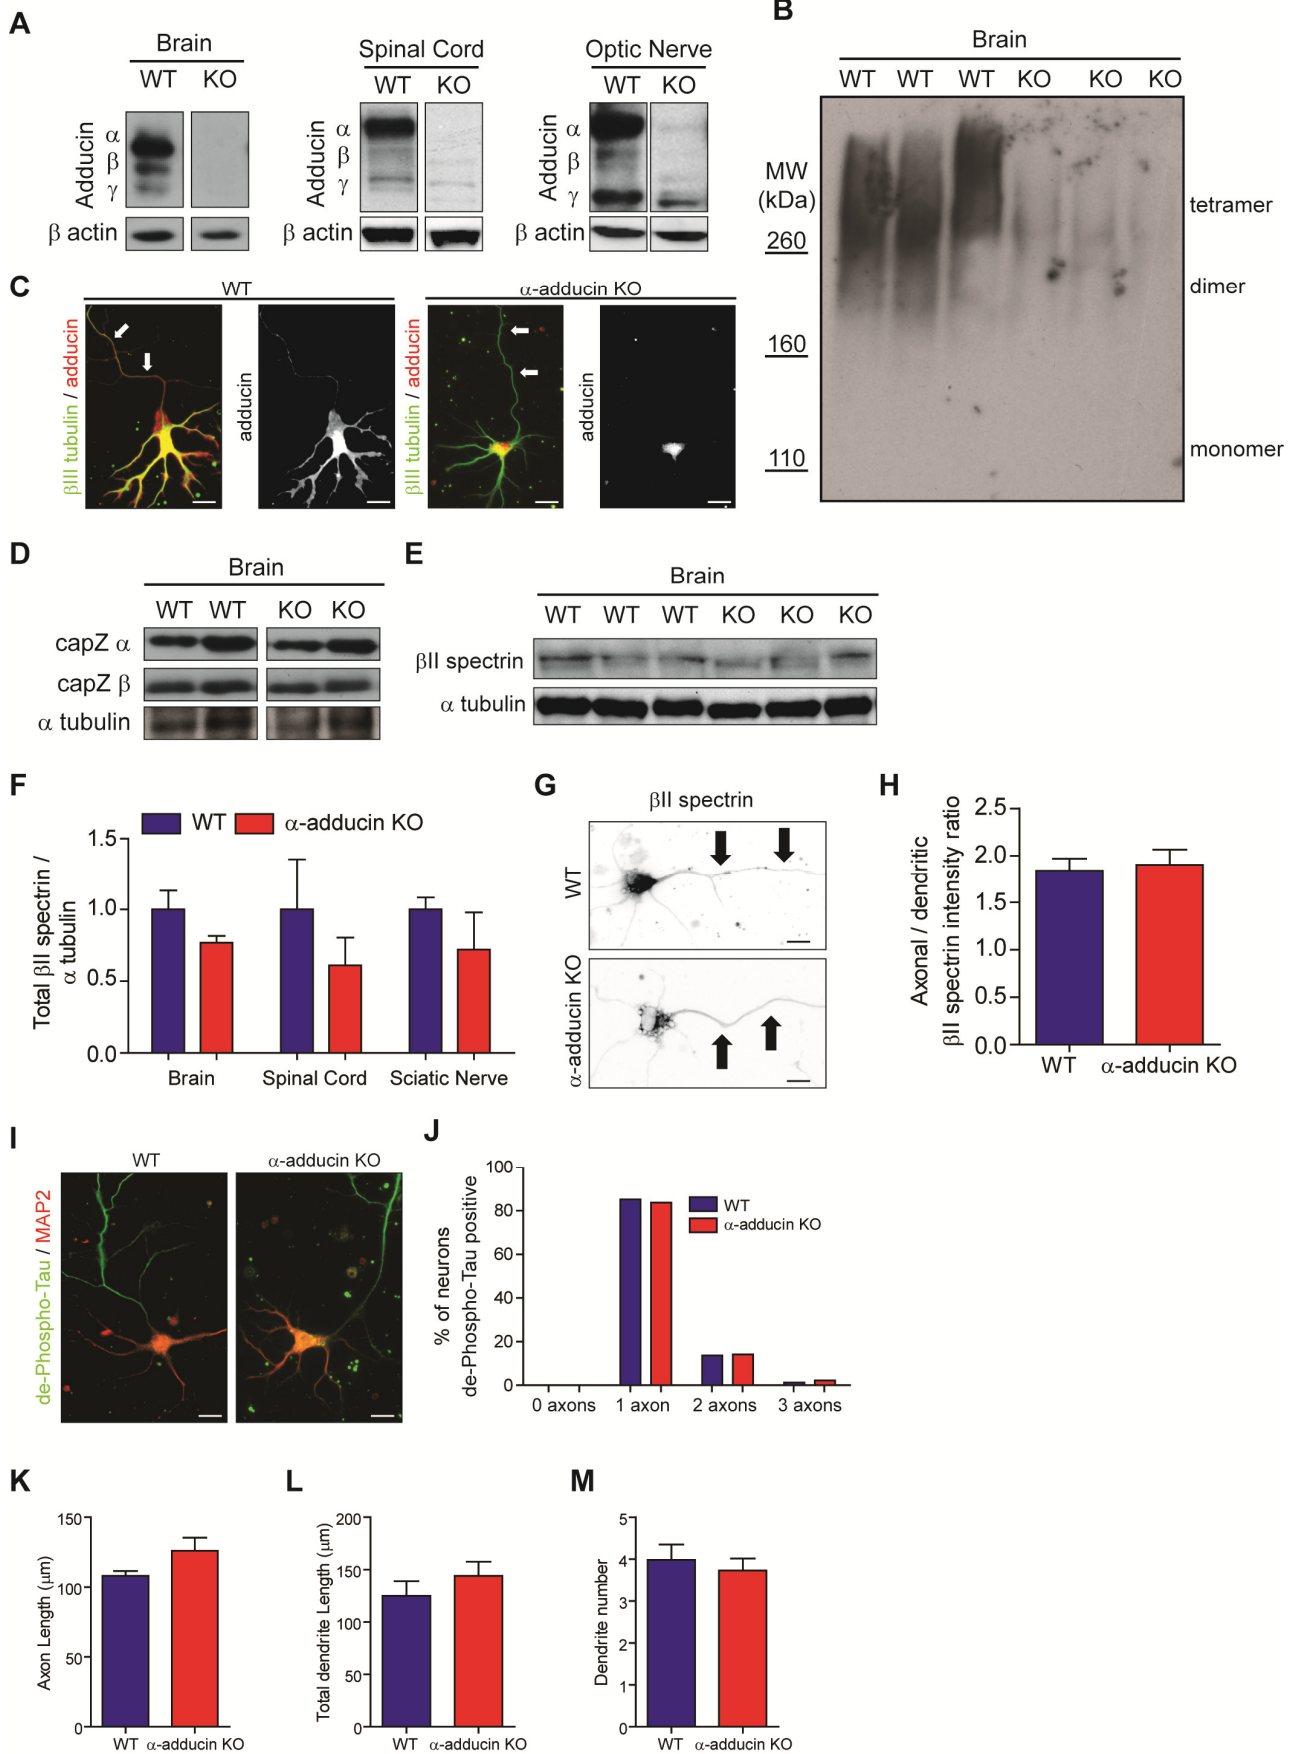 A
Brain
WT KO
Adducin
α
β
γ
β actin
Spinal Cord
WT KO
Adducin
α
β
γ
β actin
Optic Nerve
WT KO
Adducin
α
β
γ
β actin
B
Brain
WT WT WT KO KO KO
MW
(kDa)
260
160
110
tetramer
dimer
monomer
C
WT
α-adducin KO
βIII tubulin / adducin
adducin
βIII tubulin / adducin
adducin
D
Brain
WT WT KO KO
capZ α
capZ β
α tubulin
E
Brain
WT WT WT KO KO KO
βII spectrin
α tubulin
F
WT α-adducin KO
Total βII spectrin /
α tubulin
1.5
1.0
0.5
0.0
Brain Spinal Cord Sciatic Nerve
G
βII spectrin
WT
α-adducin KO
H
Axonal / dendritic
βII spectrin intensity ratio
2.5
2.0
1.5
1.0
0.5
0.0
WT α-adducin KO
I
WT α-adducin KO
de-Phospho-Tau / MAP2
J
% of neurons
de-Phospho-Tau positive
100
80
60
40
20
0
WT
α-adducin KO
0 axons 1 axon 2 axons 3 axons
K
Axon Length (μm)
150
100
50
0
WT α-adducin KO
L
Total dendrite Length (μm)
200
150
100
50
0
WT α-adducin KO
M
Dendrite number
5
4
3
2
1
0
WT α-adducin KO